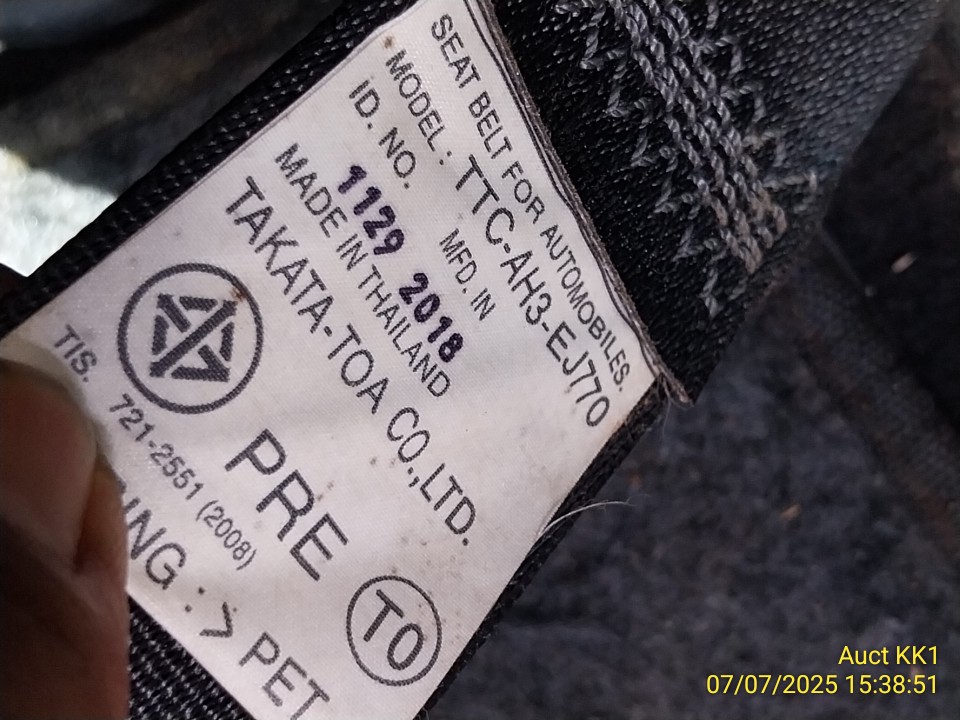 SEAT BELT FOR AUTOMOBILES.
MODEL : TTC-AH3-EJ770
ID. NO. MFD. IN
1129 2018
MADE IN THAILAND
TAKATA-TOA CO.,LTD.
PRE
TO
TIS. 721-2551 (2008)
ING : > PET
Auct KK1
07/07/2025 15:38:51